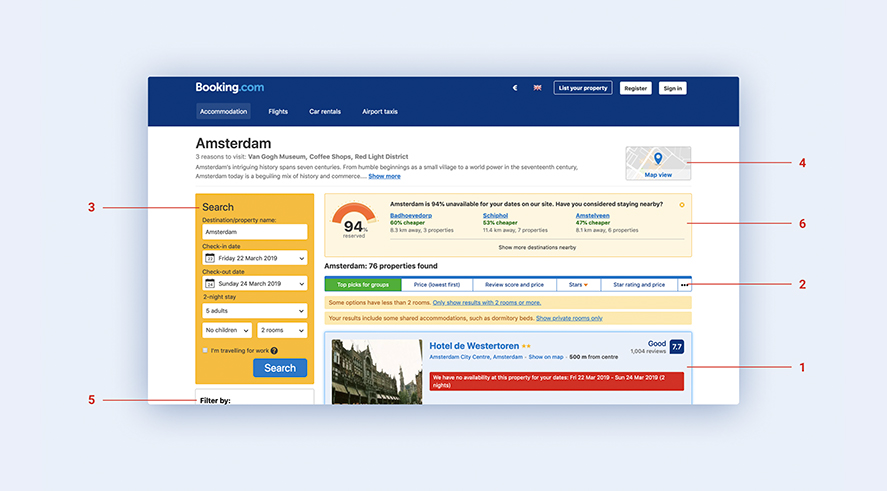 Booking.com
€
List your property
Register
Sign in
Accommodation
Flights
Car rentals
Airport taxis
Amsterdam
3 reasons to visit: Van Gogh Museum, Coffee Shops, Red Light District
Amsterdam's intriguing history spans seven centuries. From humble beginnings as a small village to a world power in the seventeenth century,
Amsterdam today is a beguiling mix of history and commerce.... Show more
Map view
4
3
Search
Destination/property name:
Amsterdam
Check-in date
Friday 22 March 2019
Check-out date
Sunday 24 March 2019
2-night stay
5 adults
No children
2 rooms
I'm travelling for work ?
Search
5
Filter by:
94%
reserved
Amsterdam is 94% unavailable for your dates on our site. Have you considered staying nearby?
Badhoevedorp
60% cheaper
8.3 km away, 3 properties
Schiphol
53% cheaper
11.4 km away, 7 properties
Amstelveen
47% cheaper
8.1 km away, 6 properties
Show more destinations nearby
6
Amsterdam: 76 properties found
Top picks for groups
Price (lowest first)
Review score and price
Stars
Star rating and price
•••
2
Some options have less than 2 rooms. Only show results with 2 rooms or more.
Your results include some shared accommodations, such as dormitory beds. Show private rooms only
Hotel de Westertoren
Good
1,004 reviews
7.7
Amsterdam City Centre, Amsterdam · Show on map · 500 m from centre
1
We have no availability at this property for your dates: Fri 22 Mar 2019 - Sun 24 Mar 2019 (2
nights)